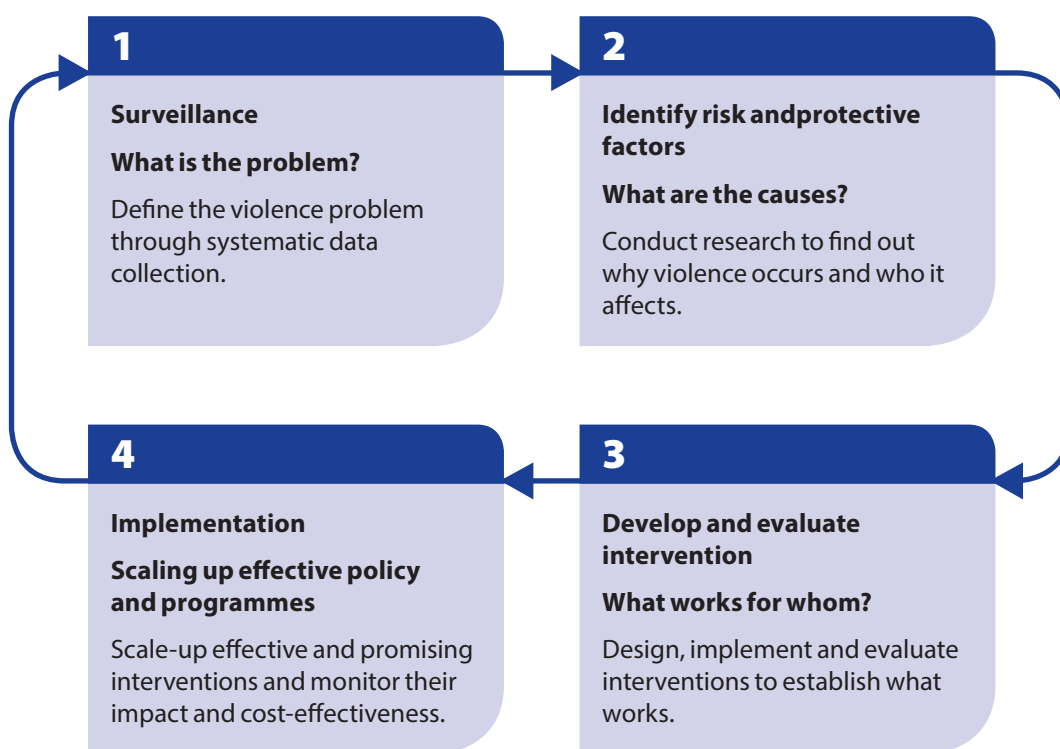 1
Surveillance
What is the problem?
Define the violence problem
through systematic data
collection.
2
Identify risk andprotective
factors
What are the causes?
Conduct research to find out
why violence occurs and who it
affects.
3
Develop and evaluate
intervention
What works for whom?
Design, implement and evaluate
interventions to establish what
works.
4
Implementation
Scaling up effective policy
and programmes
Scale-up effective and promising
interventions and monitor their
impact and cost-effectiveness.